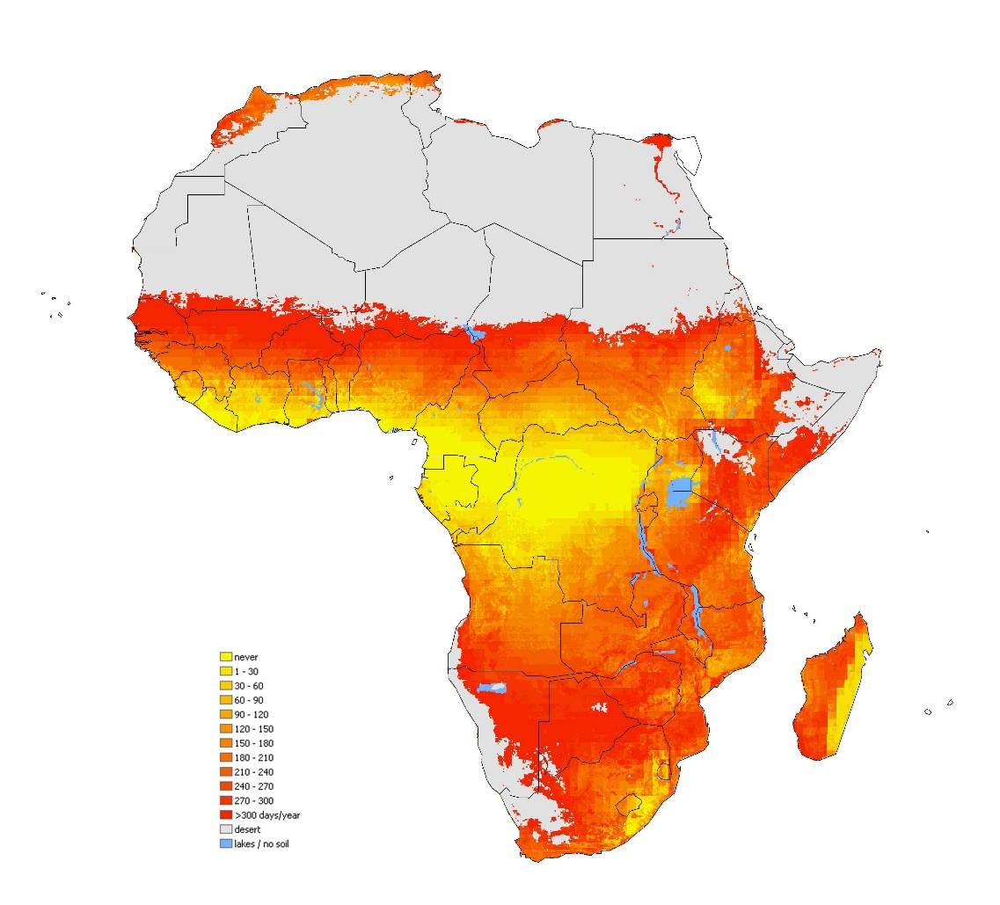 never
1 - 30
30 - 60
60 - 90
90 - 120
120 - 150
150 - 180
180 - 210
210 - 240
240 - 270
270 - 300
>300 days/year
desert
lakes / no soil